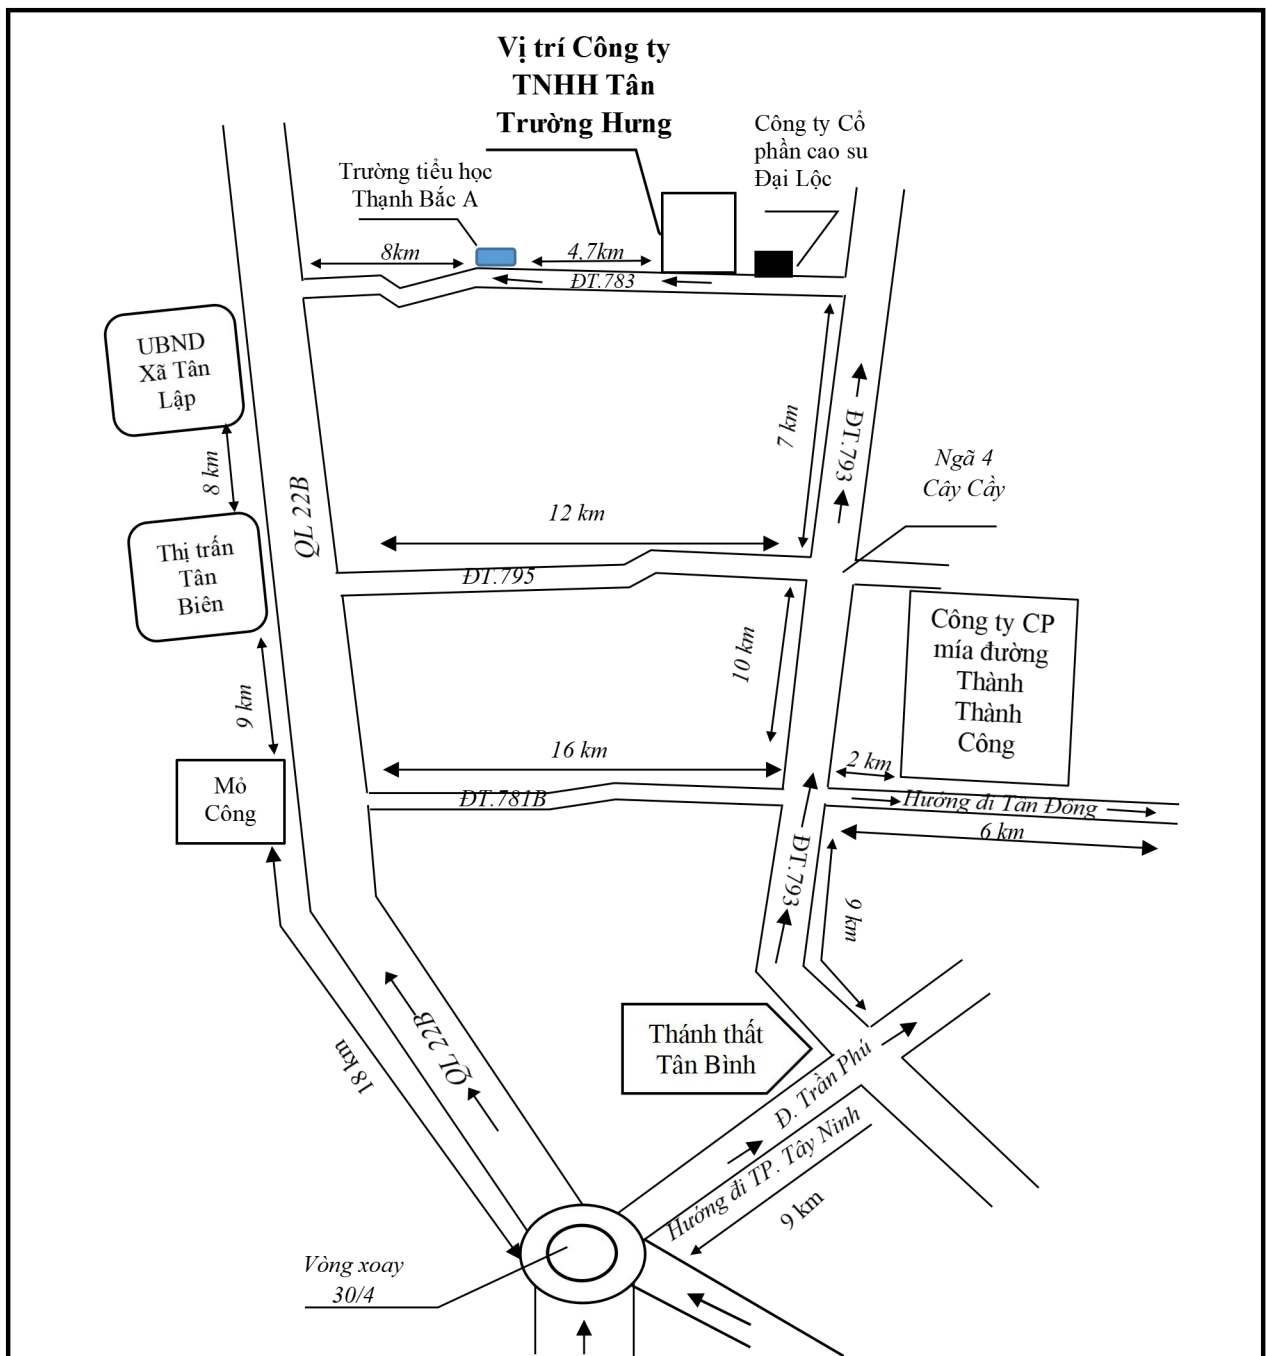 Vị trí Công ty
TNHH Tân
Trường Hưng
Công ty Cổ
phần cao su
Đại Lộc
Trường tiểu học
Thạnh Bắc A
8km
4,7km
ĐT.783
UBND
Xã Tân
Lập
7 km
ĐT.793
Ngã 4
Cây Cầy
8 km
QL 22B
12 km
Thị trấn
Tân
Biên
ĐT.795
Công ty CP
mía đường
Thành
Thành
Công
10 km
9 km
16 km
2 km
Mỏ
Công
ĐT.781B
Hướng đi Tân Đông
6 km
ĐT.793
9 km
Thánh thất
Tân Bình
QL 22B
18 km
Đ. Trần Phú
Hướng đi TP. Tây Ninh
9 km
Vòng xoay
30/4